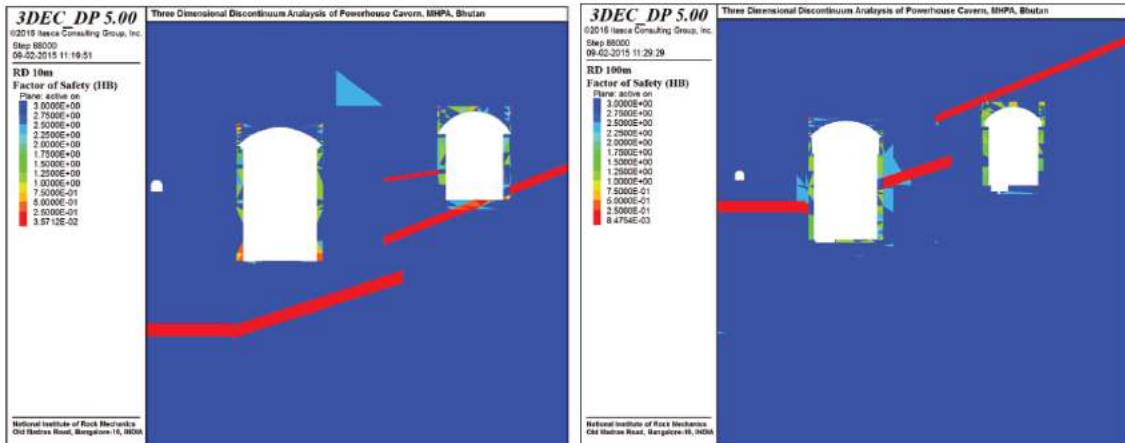 3DEC_DP 5.00
©2015 Itasca Consulting Group, Inc.
Step 88000
09-02-2015 11:19:51
RD 10m
Factor of Safety (HB)
Plane: active on
3.0000E+00
2.7500E+00
2.5000E+00
2.2500E+00
2.0000E+00
1.7500E+00
1.5000E+00
1.2500E+00
1.0000E+00
7.5000E-01
5.0000E-01
2.5000E-01
3.5712E-02
National Institute of Rock Mechanics
Old Madras Road, Bangalore-16, INDIA
Three Dimensional Discontinuum Analaysis of Powerhouse Cavern, MHPA, Bhutan
3DEC_DP 5.00
©2015 Itasca Consulting Group, Inc.
Step 88000
09-02-2015 11:29:29
RD 100m
Factor of Safety (HB)
Plane: active on
3.0000E+00
2.7500E+00
2.5000E+00
2.2500E+00
2.0000E+00
1.7500E+00
1.5000E+00
1.2500E+00
1.0000E+00
7.5000E-01
5.0000E-01
2.5000E-01
8.4754E-03
National Institute of Rock Mechanics
Old Madras Road, Bangalore-16, INDIA
Three Dimensional Discontinuum Analaysis of Powerhouse Cavern, MHPA, Bhutan